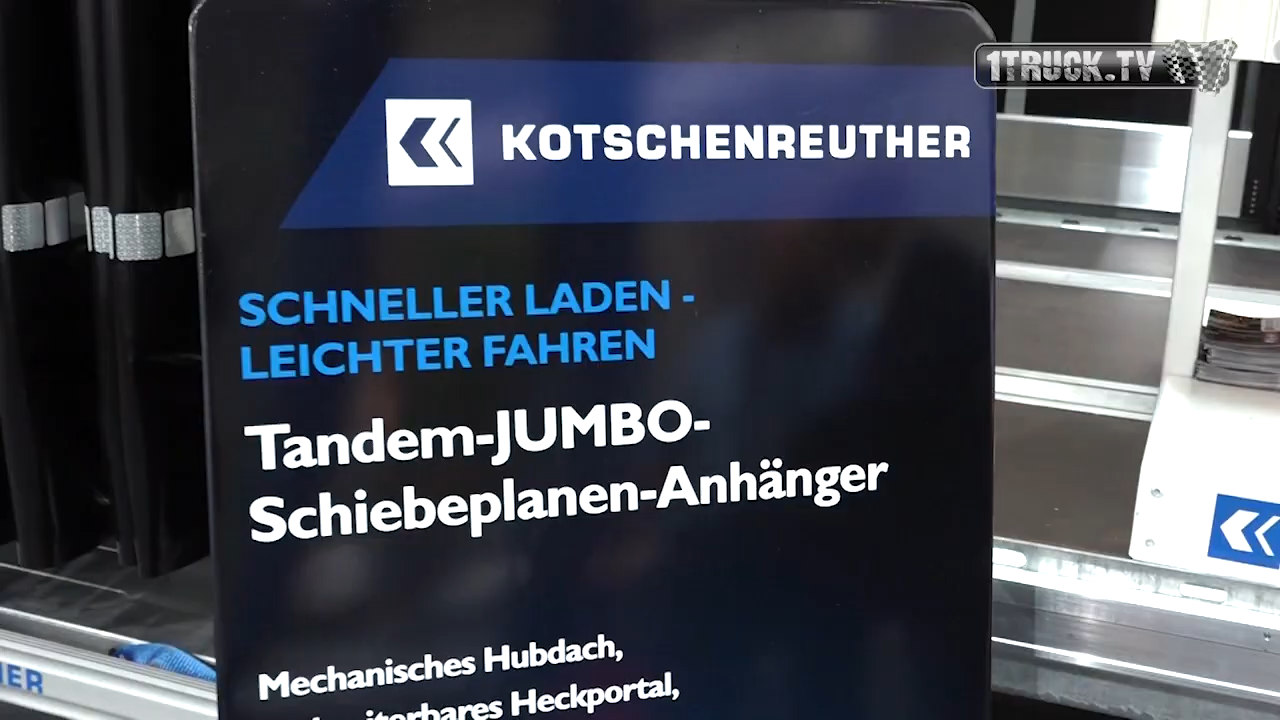 1TRUCK.TV
KOTSCHENREUTHER
SCHNELLER LADEN -
LEICHTER FAHREN
Tandem-JUMBO-
Schiebeplanen-Anhänger
Mechanisches Hubdach,
Heckportal,